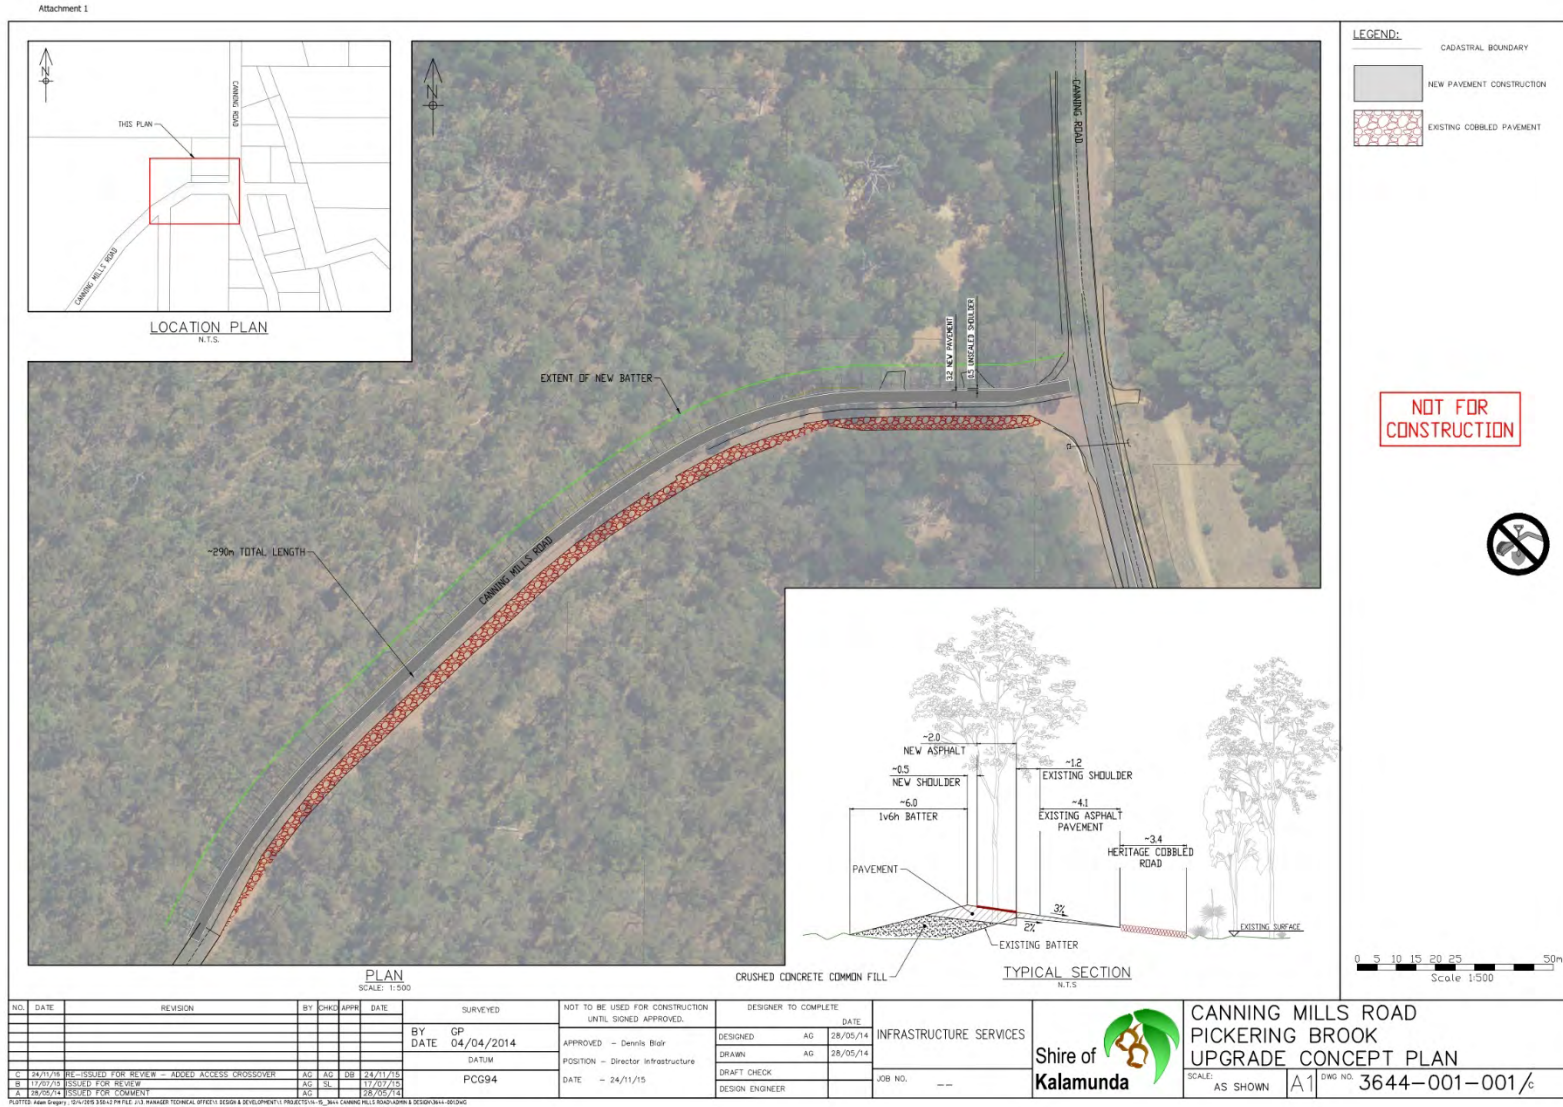 Attachment 1
N
THIS PLAN
CANNING ROAD
CANNING MILLS ROAD
LOCATION PLAN
N.T.S.
N
CANNING ROAD
3.2 NEW PAVEMENT
0.5 UNSEALED SHOULDER
EXTENT OF NEW BATTER
~290m TOTAL LENGTH
CANNING MILLS ROAD
PLAN
SCALE: 1:500
~2.0
NEW ASPHALT
~0.5
NEW SHOULDER
~1.2
EXISTING SHOULDER
~6.0
1v6h BATTER
~4.1
EXISTING ASPHALT
PAVEMENT
~3.4
HERITAGE COBBLED
ROAD
PAVEMENT
3%
2%
EXISTING BATTER
EXISTING SURFACE
CRUSHED CONCRETE COMMON FILL
TYPICAL SECTION
N.T.S
LEGEND:
CADASTRAL BOUNDARY
NEW PAVEMENT CONSTRUCTION
EXISTING COBBLED PAVEMENT
NOT FOR
CONSTRUCTION
0 5 10 15 20 25 50m
Scale 1:500
NO. DATE REVISION BY CHKD APPR DATE
C 24/11/15 RE-ISSUED FOR REVIEW - ADDED ACCESS CROSSOVER AG AG DB 24/11/15
B 17/07/15 ISSUED FOR REVIEW AG SL 17/07/15
A 28/05/14 ISSUED FOR COMMENT AG 28/05/14
SURVEYED
BY GP
DATE 04/04/2014
DATUM
PCG94
NOT TO BE USED FOR CONSTRUCTION
UNTIL SIGNED APPROVED.
APPROVED - Dennis Blair
POSITION - Director Infrastructure
DATE - 24/11/15
DESIGNER TO COMPLETE
DATE
DESIGNED AG 28/05/14
DRAWN AG 28/05/14
DRAFT CHECK
DESIGN ENGINEER
INFRASTRUCTURE SERVICES
JOB NO. --
Shire of
Kalamunda
CANNING MILLS ROAD
PICKERING BROOK
UPGRADE CONCEPT PLAN
SCALE: AS SHOWN A1 DWG NO. 3644-001-001/c